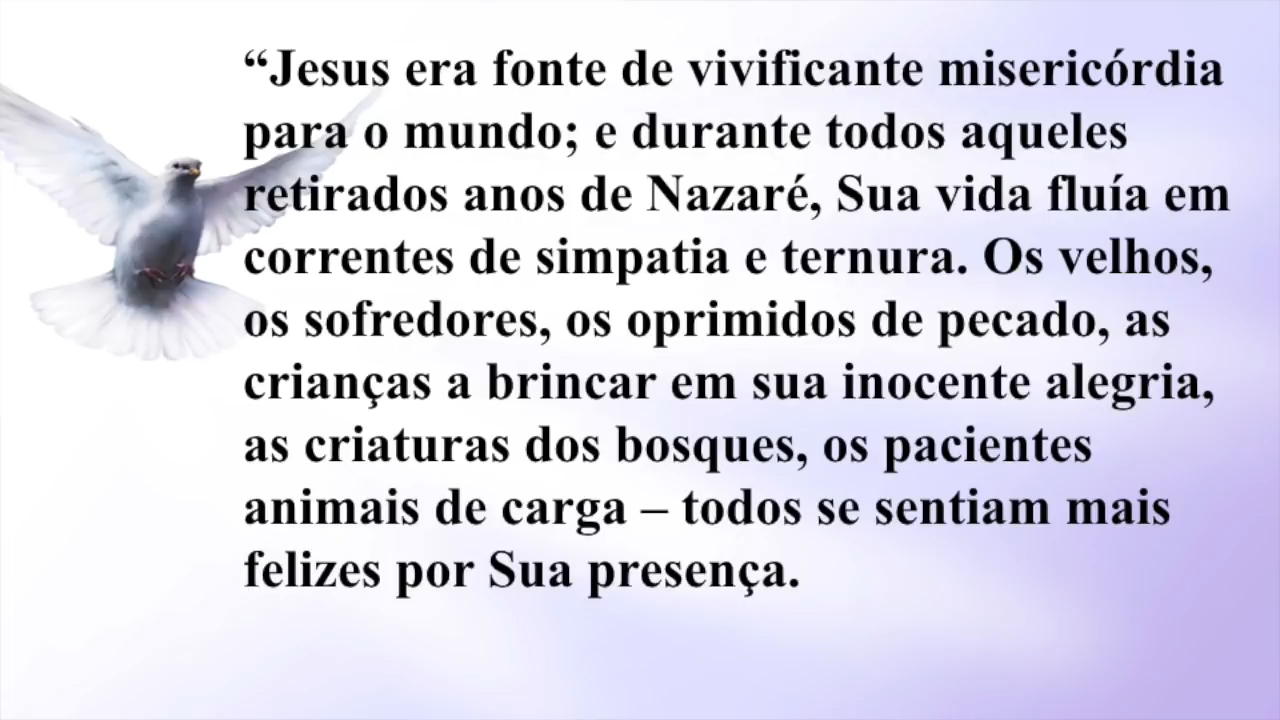 “Jesus era fonte de vivificante misericórdia
para o mundo; e durante todos aqueles
retirados anos de Nazaré, Sua vida fluía em
correntes de simpatia e ternura. Os velhos,
os sofredores, os oprimidos de pecado, as
crianças a brincar em sua inocente alegria,
as criaturas dos bosques, os pacientes
animais de carga – todos se sentiam mais
felizes por Sua presença.